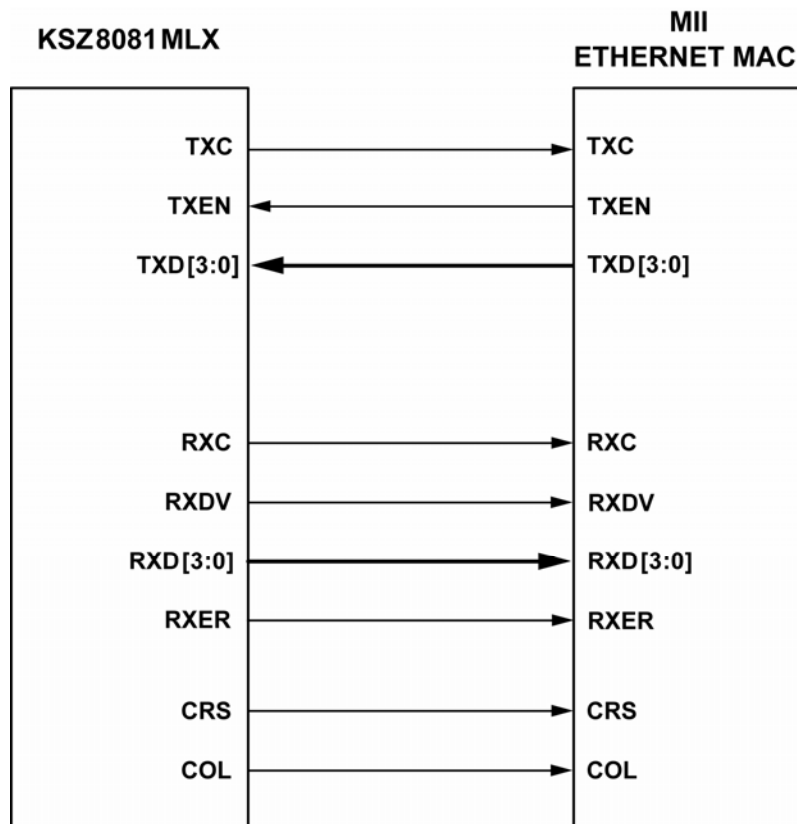 KSZ8081MLX
MII
ETHERNET MAC
TXC
TXC
TXEN
TXEN
TXD[3:0]
TXD[3:0]
RXC
RXC
RXDV
RXDV
RXD[3:0]
RXD[3:0]
RXER
RXER
CRS
CRS
COL
COL